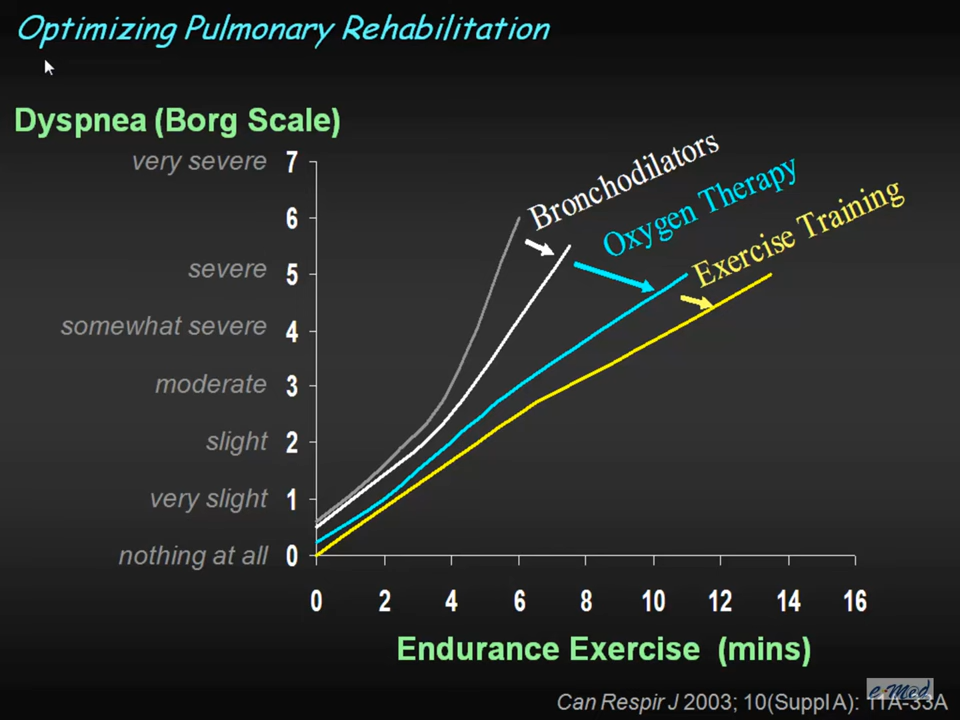 Optimizing Pulmonary Rehabilitation
Dyspnea (Borg Scale)
very severe 7
6
severe 5
somewhat severe 4
moderate 3
slight 2
very slight 1
nothing at all 0
Bronchodilators
Oxygen Therapy
Exercise Training
0 2 4 6 8 10 12 14 16
Endurance Exercise (mins)
e-Med
Can Respir J 2003; 10(Suppl A): 11A-33A